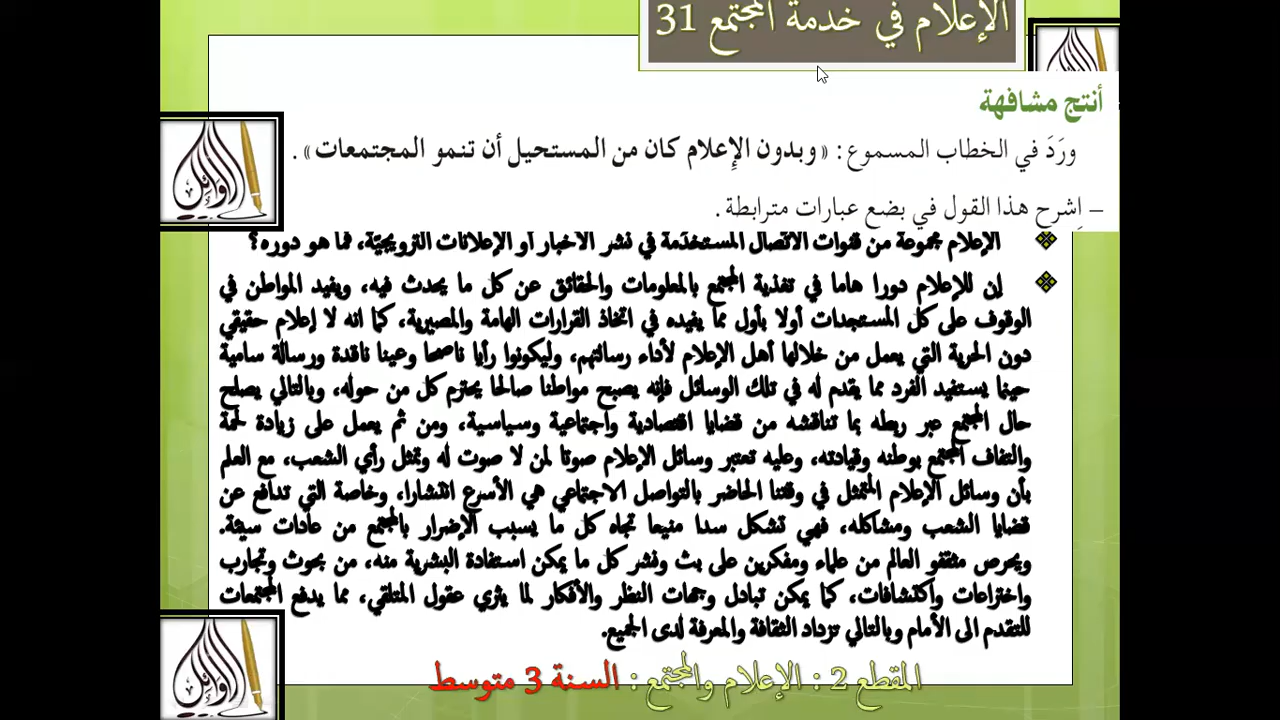 الإعلام في خدمة المجتمع 31
أنتج مشافهة
ورَدَ في الخطاب المسموع : « وبدون الإِعلام كان من المستحيل أن تنمو المجتمعات » .
– اِشرح هذا القول في بضع عبارات مترابطة .
الإعلام مجموعة من قنوات الاتصال المستخدَمة في نشر الاخبار او الإعلانات الترويجيّة، فما هو دوره؟
إن للإعلام دورا هاما في تغذية المجتمع بالمعلومات والحقائق عن كل ما يحدث فيه، ويفيد المواطن في
الوقوف على كل المستجدات أولا بأول مما يفيده في اتخاذ القرارات الهامة والمصيرية، كما انه لا إعلام حقيقي
دون الحرية التي يعمل من خلالها أهل الإعلام لأداء رسالتهم، وليكونوا رأيا ناصحا وعينا ناقدة ورسالة سامية
حينما يستفيد الفرد مما يقدم له في تلك الوسائل فإنه يصبح مواطنا صالحا يحترم كل من حوله، وبالتالي يصلح
حال المجتمع عبر ربطه بما تناقشه من قضايا اقتصادية واجتماعية وسياسية، ومن ثم يعمل على زيادة لحمة
والتفاف المجتمع بوطنه وقيادته، وعليه تعتبر وسائل الإعلام صوتا لمن لا صوت له وتمثل رأي الشعب، مع العلم
بأن وسائل الإعلام المتمثل في وقتنا الحاضر بالتواصل الاجتماعي هي الأسرع انتشارا، وخاصة التي تدافع عن
قضايا الشعب ومشاكله، فهي تشكل سدا منيعا تجاه كل ما يسبب الإضرار بالمجتمع من عادات سيئة.
ويحرص مثقفو العالم من علماء ومفكرين على بث ونشر كل ما يمكن استفادة البشرية منه، من بحوث وتجارب
واختراعات واكتشافات، كما يمكن تبادل وجهات النظر والأفكار لما يثري عقول المتلقي، مما يدفع المجتمعات
للتقدم الى الأمام وبالتالي تزداد الثقافة والمعرفة لدى الجميع.
المقطع 2 : الإعلام والمجتمع : السنة 3 متوسط